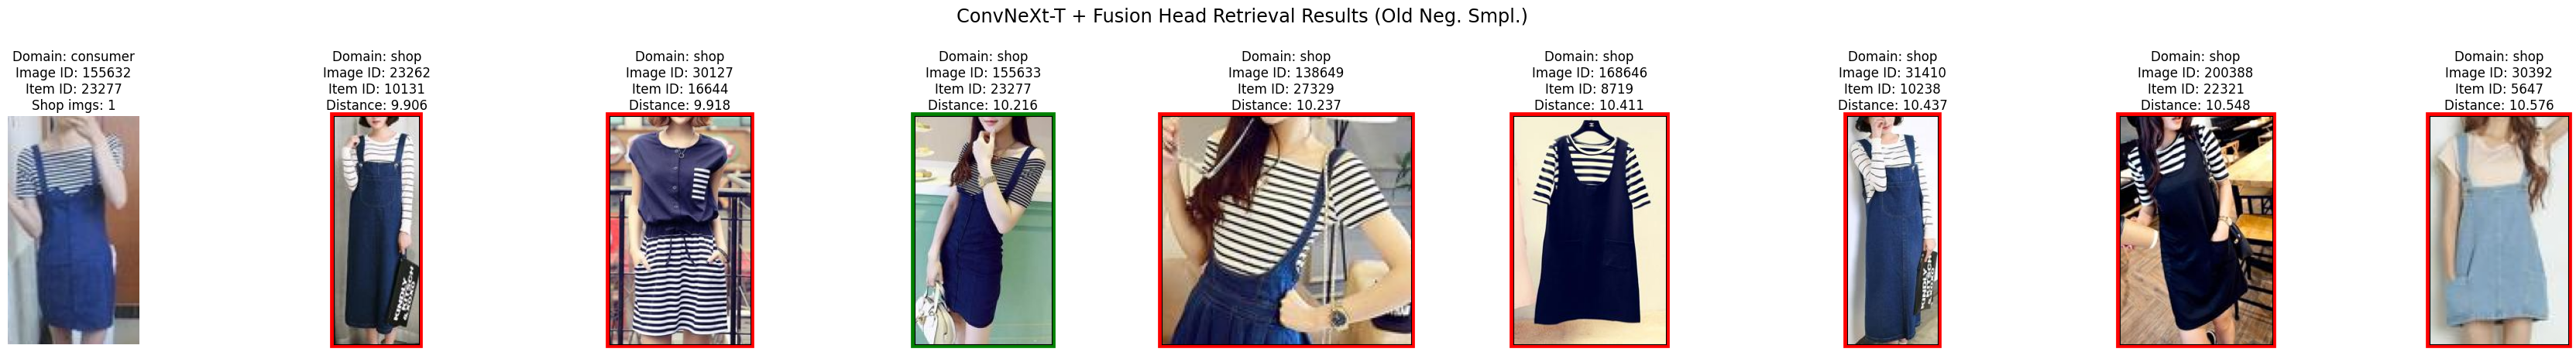 ConvNeXt-T + Fusion Head Retrieval Results (Old Neg. Smpl.)
Domain: consumer
Image ID: 155632
Item ID: 23277
Shop imgs: 1
Domain: shop
Image ID: 23262
Item ID: 10131
Distance: 9.906
Domain: shop
Image ID: 30127
Item ID: 16644
Distance: 9.918
Domain: shop
Image ID: 155633
Item ID: 23277
Distance: 10.216
Domain: shop
Image ID: 138649
Item ID: 27329
Distance: 10.237
Domain: shop
Image ID: 168646
Item ID: 8719
Distance: 10.411
Domain: shop
Image ID: 31410
Item ID: 10238
Distance: 10.437
Domain: shop
Image ID: 200388
Item ID: 22321
Distance: 10.548
Domain: shop
Image ID: 30392
Item ID: 5647
Distance: 10.576